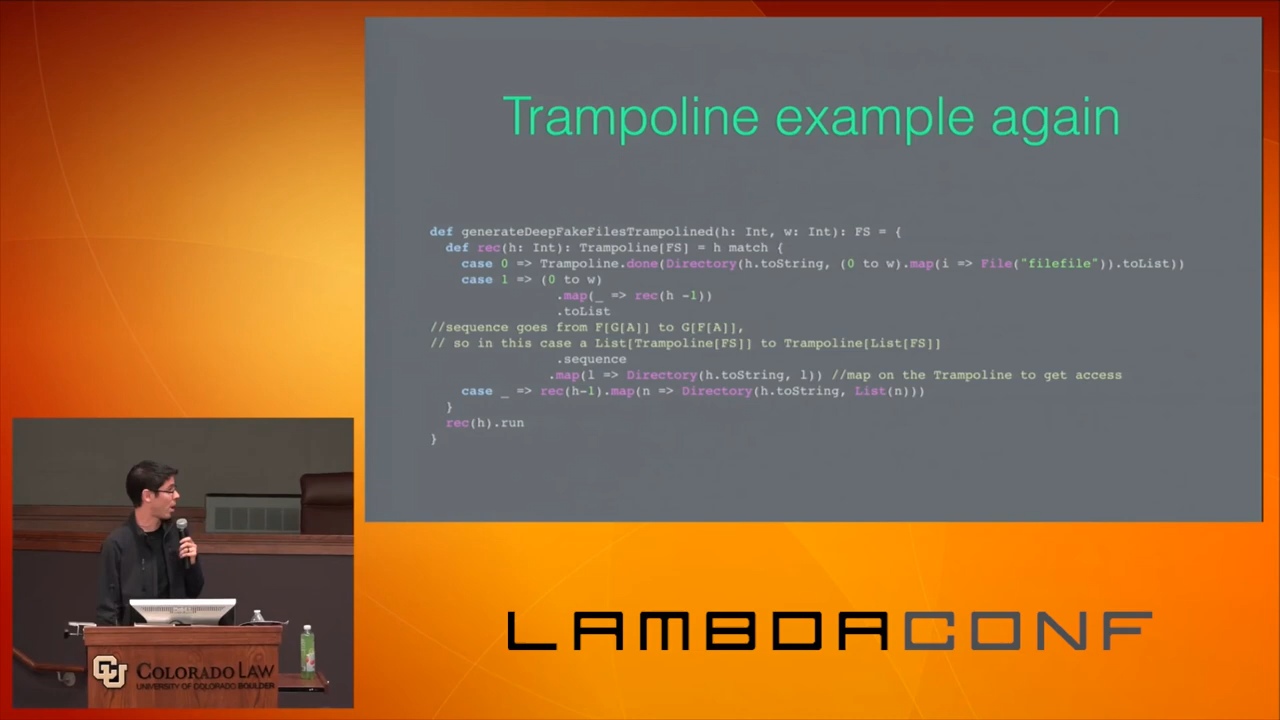 Trampoline example again
def generateDeepFakeFilesTrampolined(h: Int, w: Int): FS = {
def rec(h: Int): Trampoline[FS] = h match {
case 0 => Trampoline.done(Directory(h.toString, (0 to w).map(i => File("filefile")).toList))
case 1 => (0 to w)
.map(_ => rec(h -1))
.toList
//sequence goes from F[G[A]] to G[F[A]],
// so in this case a List[Trampoline[FS]] to Trampoline[List[FS]]
.sequence
.map(l => Directory(h.toString, l)) //map on the Trampoline to get access
case _ => rec(h-1).map(n => Directory(h.toString, List(n)))
}
rec(h).run
}
CU COLORADO LAW
UNIVERSITY OF COLORADO BOULDER
LAMBDACONF